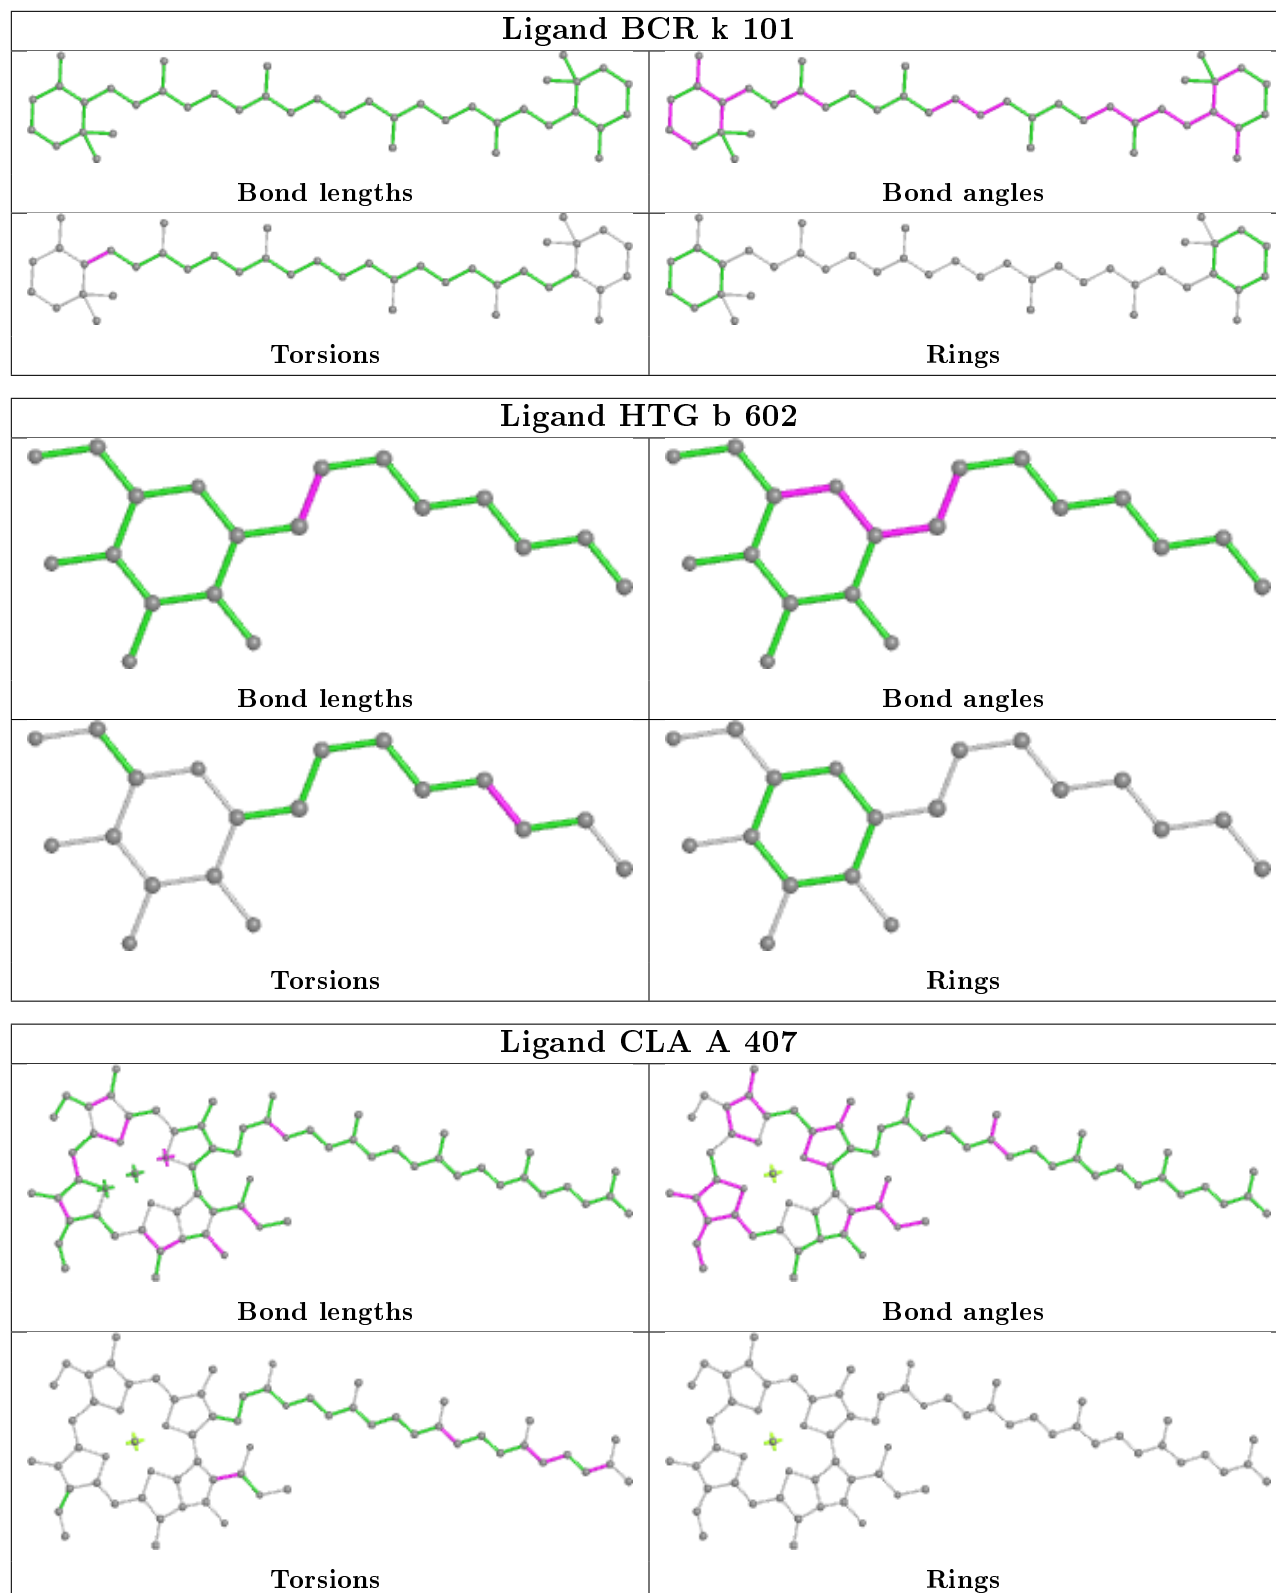 Ligand BCR k 101
Bond lengths
Bond angles
Torsions
Rings
Ligand HTG b 602
Bond lengths
Bond angles
Torsions
Rings
Ligand CLA A 407
Bond lengths
Bond angles
Torsions
Rings